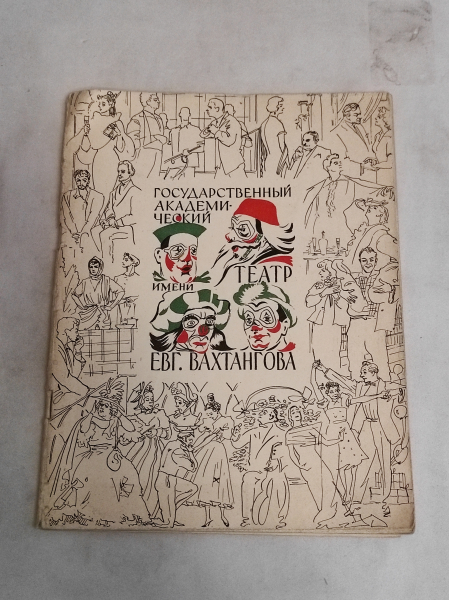 ГОСУДАРСТВЕННЫЙ
АКАДЕМИ-
ЧЕСКИЙ
ИМЕНИ
ТЕАТР
ЕВГ. ВАХТАНГОВА